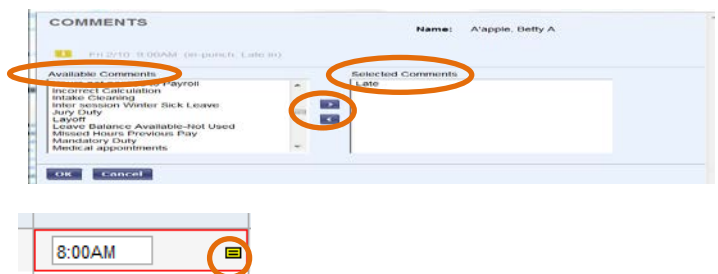 COMMENTS
Name: A'apple, Betty A
Fri 2/10 8:00AM (in-punch: Late In)
Available Comments
Selected Comments
Payroll
Late
Incorrect Calculation
Intake Cleaning
Inter session Winter Sick Leave
Jury Duty
Layoff
Leave Balance Available-Not Used
Missed Hours Previous Pay
Mandatory Duty
Medical appointments
>
<
OK Cancel
8:00AM